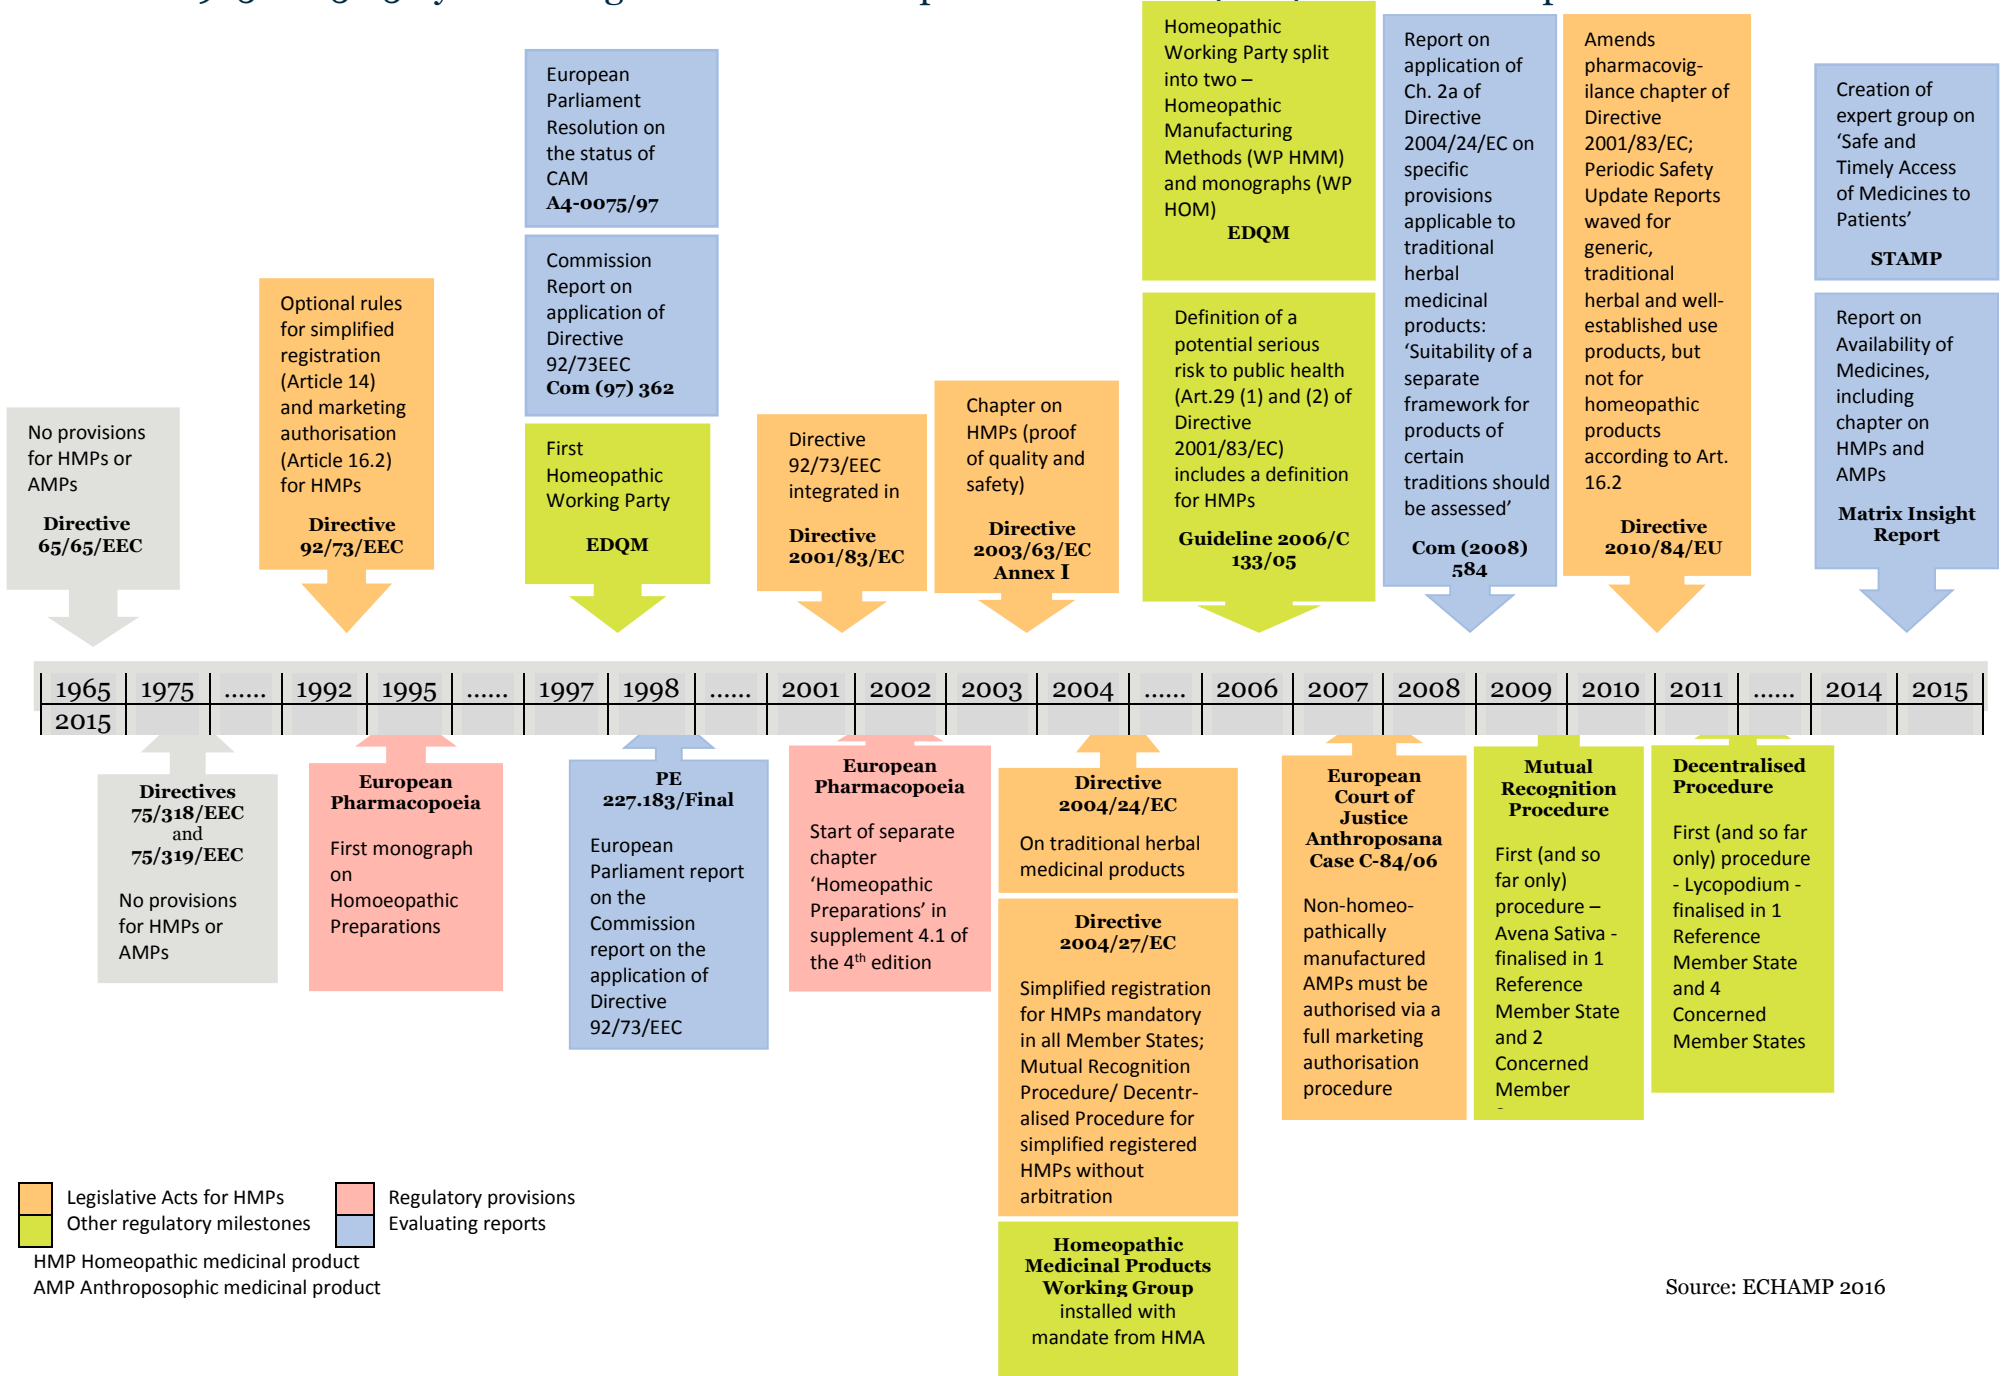 European
Parliament
Resolution on
the status of
CAM
A4-0075/97
Commission
Report on
application of
Directive
92/73EEC
Com (97) 362
First
Homeopathic
Working Party
EDQM
Homeopathic
Working Party split
into two –
Homeopathic
Manufacturing
Methods (WP HMM)
and monographs (WP
HOM)
EDQM
Definition of a
potential serious
risk to public health
(Art.29 (1) and (2) of
Directive
2001/83/EC)
includes a definition
for HMPs
Guideline 2006/C
133/05
Report on
application of
Ch. 2a of
Directive
2004/24/EC on
specific
provisions
applicable to
traditional
herbal
medicinal
products:
‘Suitability of a
separate
framework for
products of
certain
traditions should
be assessed’
Com (2008)
584
Amends
pharmacovig-
ilance chapter of
Directive
2001/83/EC;
Periodic Safety
Update Reports
waved for
generic,
traditional
herbal and well-
established use
products, but
not for
homeopathic
products
according to Art.
16.2
Directive
2010/84/EU
Creation of
expert group on
‘Safe and
Timely Access
of Medicines to
Patients’
STAMP
Report on
Availability of
Medicines,
including
chapter on
HMPs and
AMPs
Matrix Insight
Report
No provisions
for HMPs or
AMPs
Directive
65/65/EEC
Optional rules
for simplified
registration
(Article 14)
and marketing
authorisation
(Article 16.2)
for HMPs
Directive
92/73/EEC
Directive
92/73/EEC
integrated in
Directive
2001/83/EC
Chapter on
HMPs (proof
of quality and
safety)
Directive
2003/63/EC
Annex I
1965 1975 …… 1992 1995 …… 1997 1998 …… 2001 2002 2003 2004 …… 2006 2007 2008 2009 2010 2011 …… 2014 2015
2015
Directives
75/318/EEC
and
75/319/EEC
No provisions
for HMPs or
AMPs
European
Pharmacopoeia
First monograph
on
Homoeopathic
Preparations
PE
227.183/Final
European
Parliament report
on the
Commission
report on the
application of
Directive
92/73/EEC
European
Pharmacopoeia
Start of separate
chapter
‘Homeopathic
Preparations’ in
supplement 4.1 of
the 4th edition
Directive
2004/24/EC
On traditional herbal
medicinal products
Directive
2004/27/EC
Simplified registration
for HMPs mandatory
in all Member States;
Mutual Recognition
Procedure/ Decentr-
alised Procedure for
simplified registered
HMPs without
arbitration
Homeopathic
Medicinal Products
Working Group
installed with
mandate from HMA
European
Court of
Justice
Anthroposana
Case C-84/06
Non-homeo-
pathically
manufactured
AMPs must be
authorised via a
full marketing
authorisation
procedure
Mutual
Recognition
Procedure
First (and so
far only)
procedure –
Avena Sativa -
finalised in 1
Reference
Member State
and 2
Concerned
Member
Decentralised
Procedure
First (and so far
only) procedure
- Lycopodium -
finalised in 1
Reference
Member State
and 4
Concerned
Member States
Legislative Acts for HMPs
Other regulatory milestones
Regulatory provisions
Evaluating reports
HMP Homeopathic medicinal product
AMP Anthroposophic medicinal product
Source: ECHAMP 2016